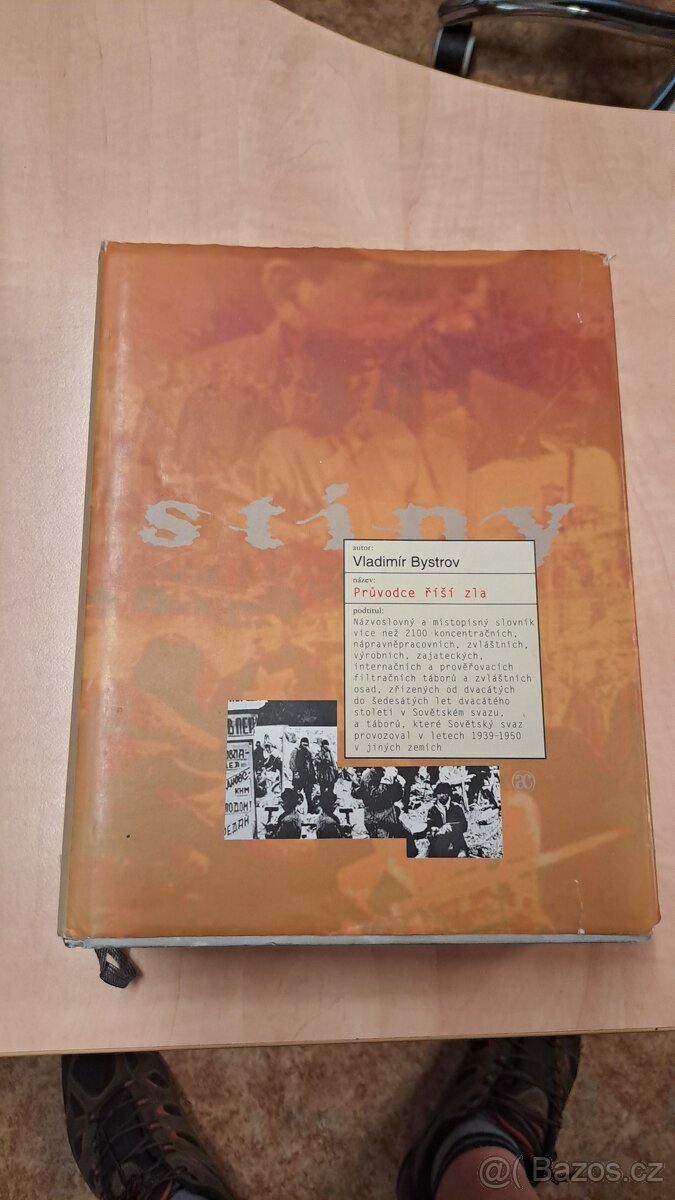 stíny
autor:
Vladimír Bystrov
název:
Průvodce říší zla
podtitul:
Názvoslovný a místopisný slovník
více než 2100 koncentračních,
nápravněpracovních, zvláštních,
výrobních, zajateckých,
internačních a prověřovacích
filtračních táborů a zvláštních
osad, zřízených od dvacátých
do šedesátých let dvacátého
století v Sovětském svazu,
a táborů, které Sovětský svaz
provozoval v letech 1939-1950
v jiných zemích
ac
@Bazos.cz